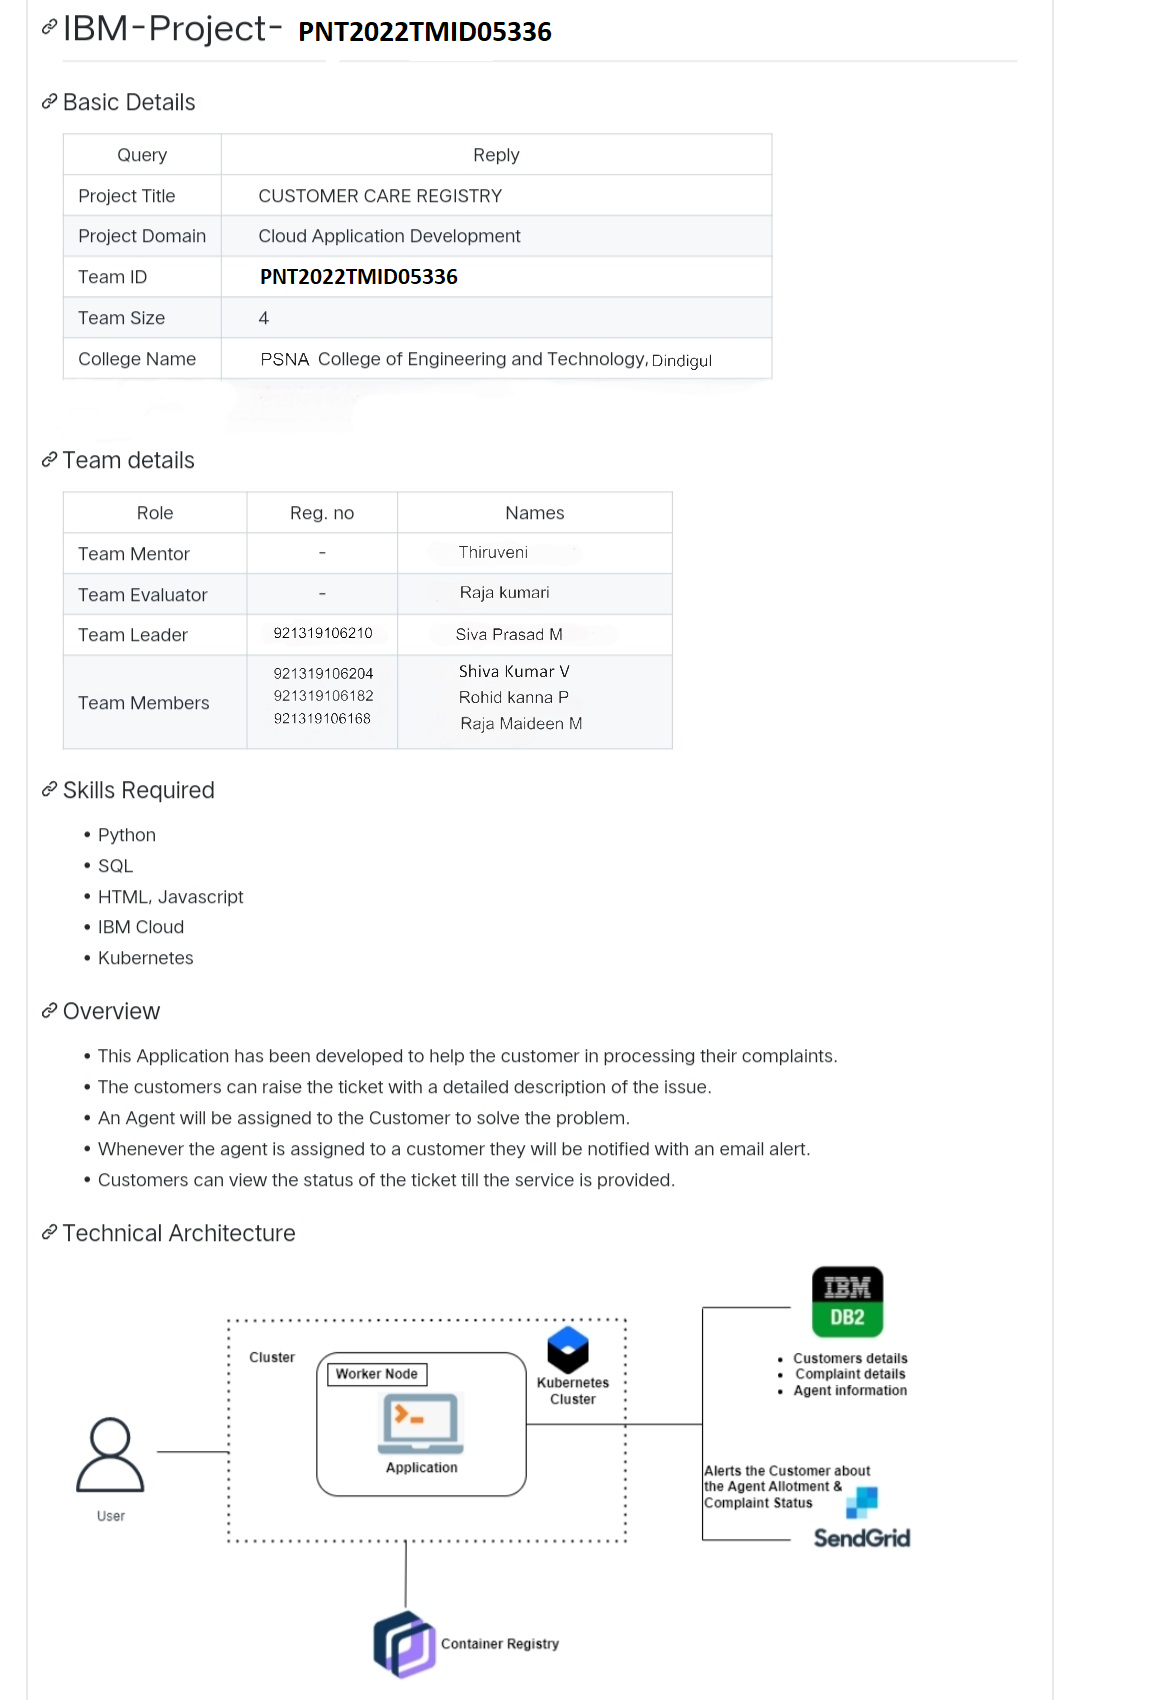 IBM-Project- PNT2022TMID05336
Basic Details
Query Reply
Project Title CUSTOMER CARE REGISTRY
Project Domain Cloud Application Development
Team ID PNT2022TMID05336
Team Size 4
College Name PSNA College of Engineering and Technology, Dindigul
Team details
Role Reg. no Names
Team Mentor - Thiruveni
Team Evaluator - Raja kumari
Team Leader 921319106210 Siva Prasad M
Team Members
921319106204 Shiva Kumar V
921319106182 Rohid kanna P
921319106168 Raja Maideen M
Skills Required
• Python
• SQL
• HTML, Javascript
• IBM Cloud
• Kubernetes
Overview
• This Application has been developed to help the customer in processing their complaints.
• The customers can raise the ticket with a detailed description of the issue.
• An Agent will be assigned to the Customer to solve the problem.
• Whenever the agent is assigned to a customer they will be notified with an email alert.
• Customers can view the status of the ticket till the service is provided.
Technical Architecture
IBM
DB2
• Customers details
• Complaint details
• Agent information
Cluster
Worker Node
Application
Kubernetes
Cluster
User
Alerts the Customer about
the Agent Allotment &
Complaint Status
SendGrid
Container Registry